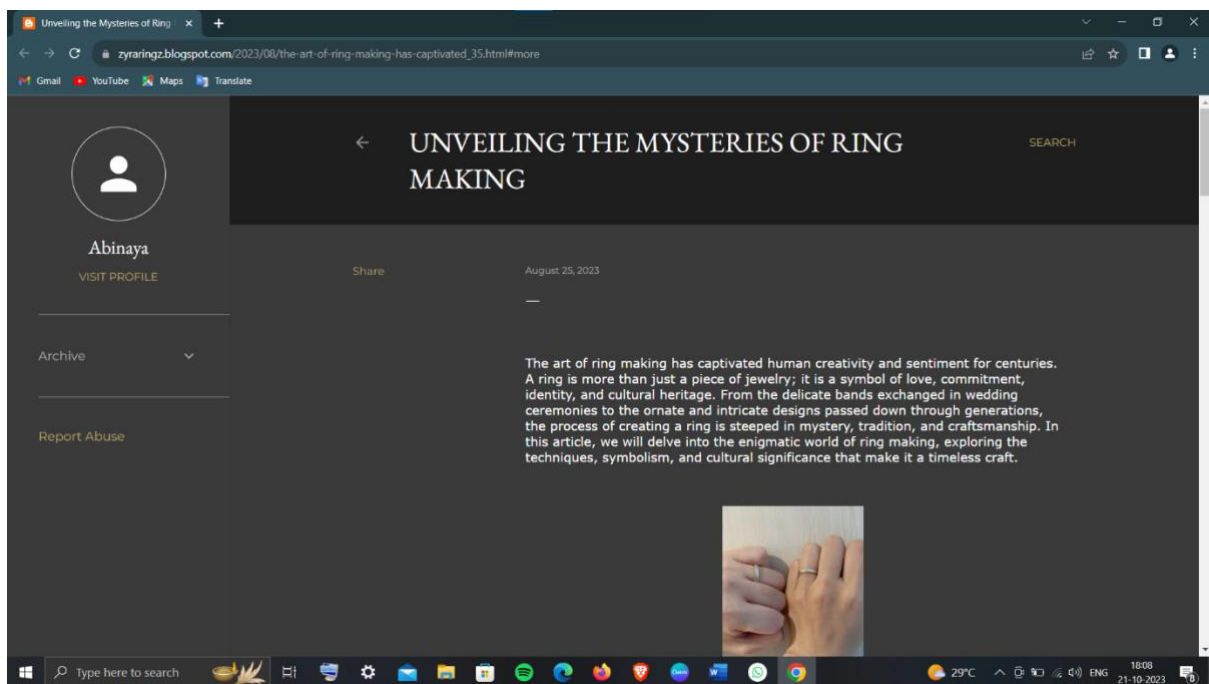 Unveiling the Mysteries of Ring
zyraringz.blogspot.com/2023/08/the-art-of-ring-making-has-captivated_35.html#more
Gmail YouTube Maps Translate
UNVEILING THE MYSTERIES OF RING
MAKING
SEARCH
Abinaya
VISIT PROFILE
Share
August 25, 2023
Archive
Report Abuse
The art of ring making has captivated human creativity and sentiment for centuries.
A ring is more than just a piece of jewelry; it is a symbol of love, commitment,
identity, and cultural heritage. From the delicate bands exchanged in wedding
ceremonies to the ornate and intricate designs passed down through generations,
the process of creating a ring is steeped in mystery, tradition, and craftsmanship. In
this article, we will delve into the enigmatic world of ring making, exploring the
techniques, symbolism, and cultural significance that make it a timeless craft.
Type here to search
29°C
ENG
18:08
21-10-2023